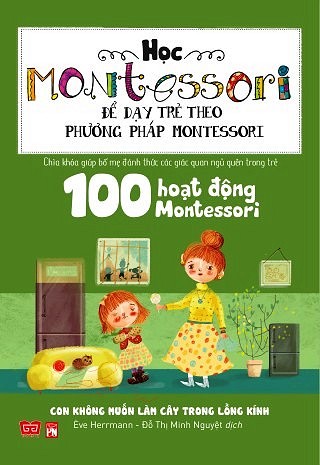 Học
MONtessori
ĐỂ DẠY TRẺ THEO
PHƯƠNG PHÁP MONTESSORI
Chìa khóa giúp bố mẹ đánh thức các giác quan ngủ quên trong trẻ
100 hoạt động
Montessori
CON KHÔNG MUỐN LÀM CÂY TRONG LỒNG KÍNH
Eve Herrmann - Đỗ Thị Minh Nguyệt dịch